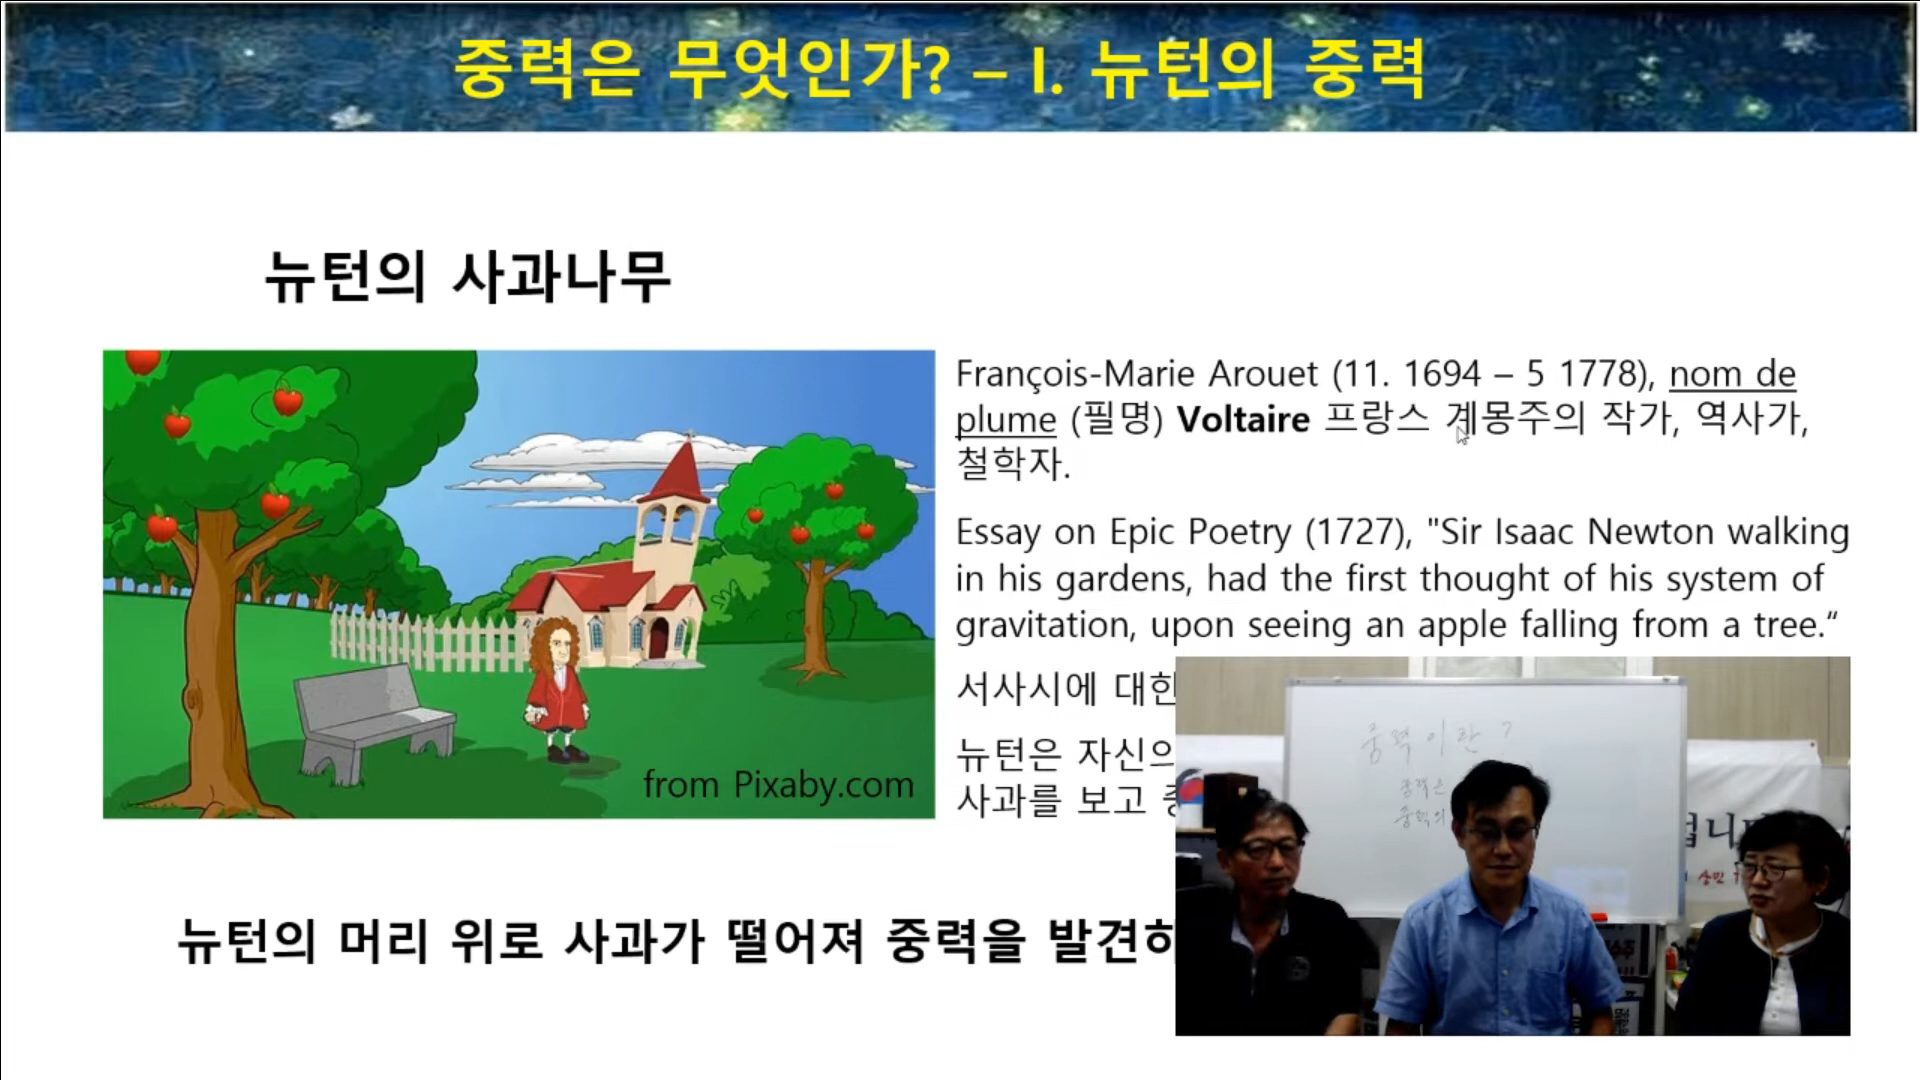 중력은 무엇인가? – I. 뉴턴의 중력
뉴턴의 사과나무
François-Marie Arouet (11. 1694 – 5 1778), nom de
plume (필명) Voltaire 프랑스 계몽주의 작가, 역사가,
철학자.
Essay on Epic Poetry (1727), "Sir Isaac Newton walking
in his gardens, had the first thought of his system of
gravitation, upon seeing an apple falling from a tree.“
서사시에 대한
뉴턴은 자신의
사과를 보고
from Pixaby.com
뉴턴의 머리 위로 사과가 떨어져 중력을 발견하
중력이란?
중력은
중력의